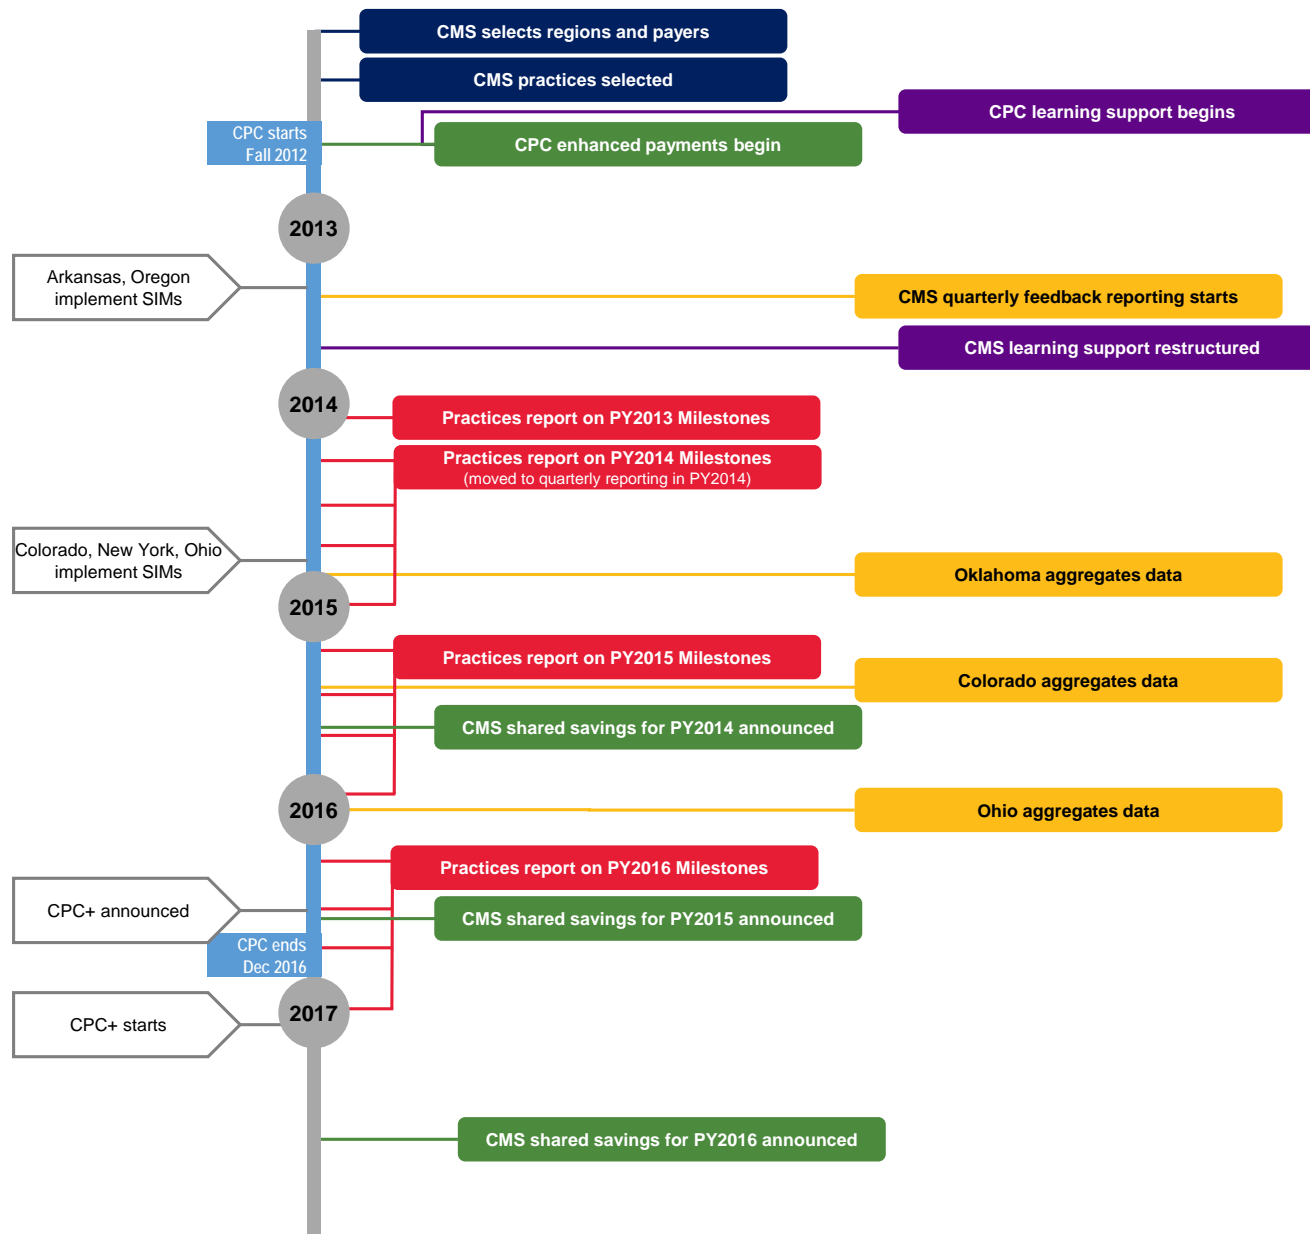 CMS selects regions and payers
CMS practices selected
CPC learning support begins
CPC starts
Fall 2012
CPC enhanced payments begin
2013
Arkansas, Oregon
implement SIMs
CMS quarterly feedback reporting starts
CMS learning support restructured
2014
Practices report on PY2013 Milestones
Practices report on PY2014 Milestones
(moved to quarterly reporting in PY2014)
Colorado, New York, Ohio
implement SIMs
Oklahoma aggregates data
2015
Practices report on PY2015 Milestones
Colorado aggregates data
CMS shared savings for PY2014 announced
2016
Ohio aggregates data
Practices report on PY2016 Milestones
CPC+ announced
CMS shared savings for PY2015 announced
CPC ends
Dec 2016
2017
CPC+ starts
CMS shared savings for PY2016 announced